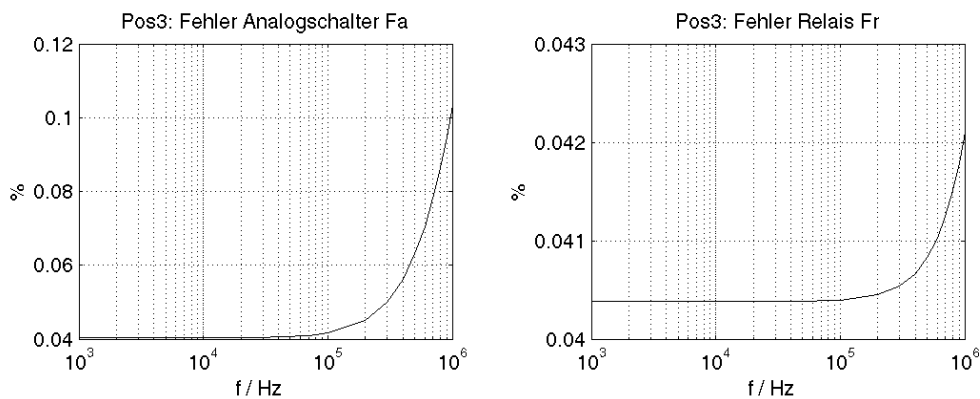 Pos3: Fehler Analogschalter Fa
%
0.12
0.1
0.08
0.06
0.04
10^3 10^4 10^5 10^6
f / Hz
Pos3: Fehler Relais Fr
%
0.043
0.042
0.041
0.04
10^3 10^4 10^5 10^6
f / Hz